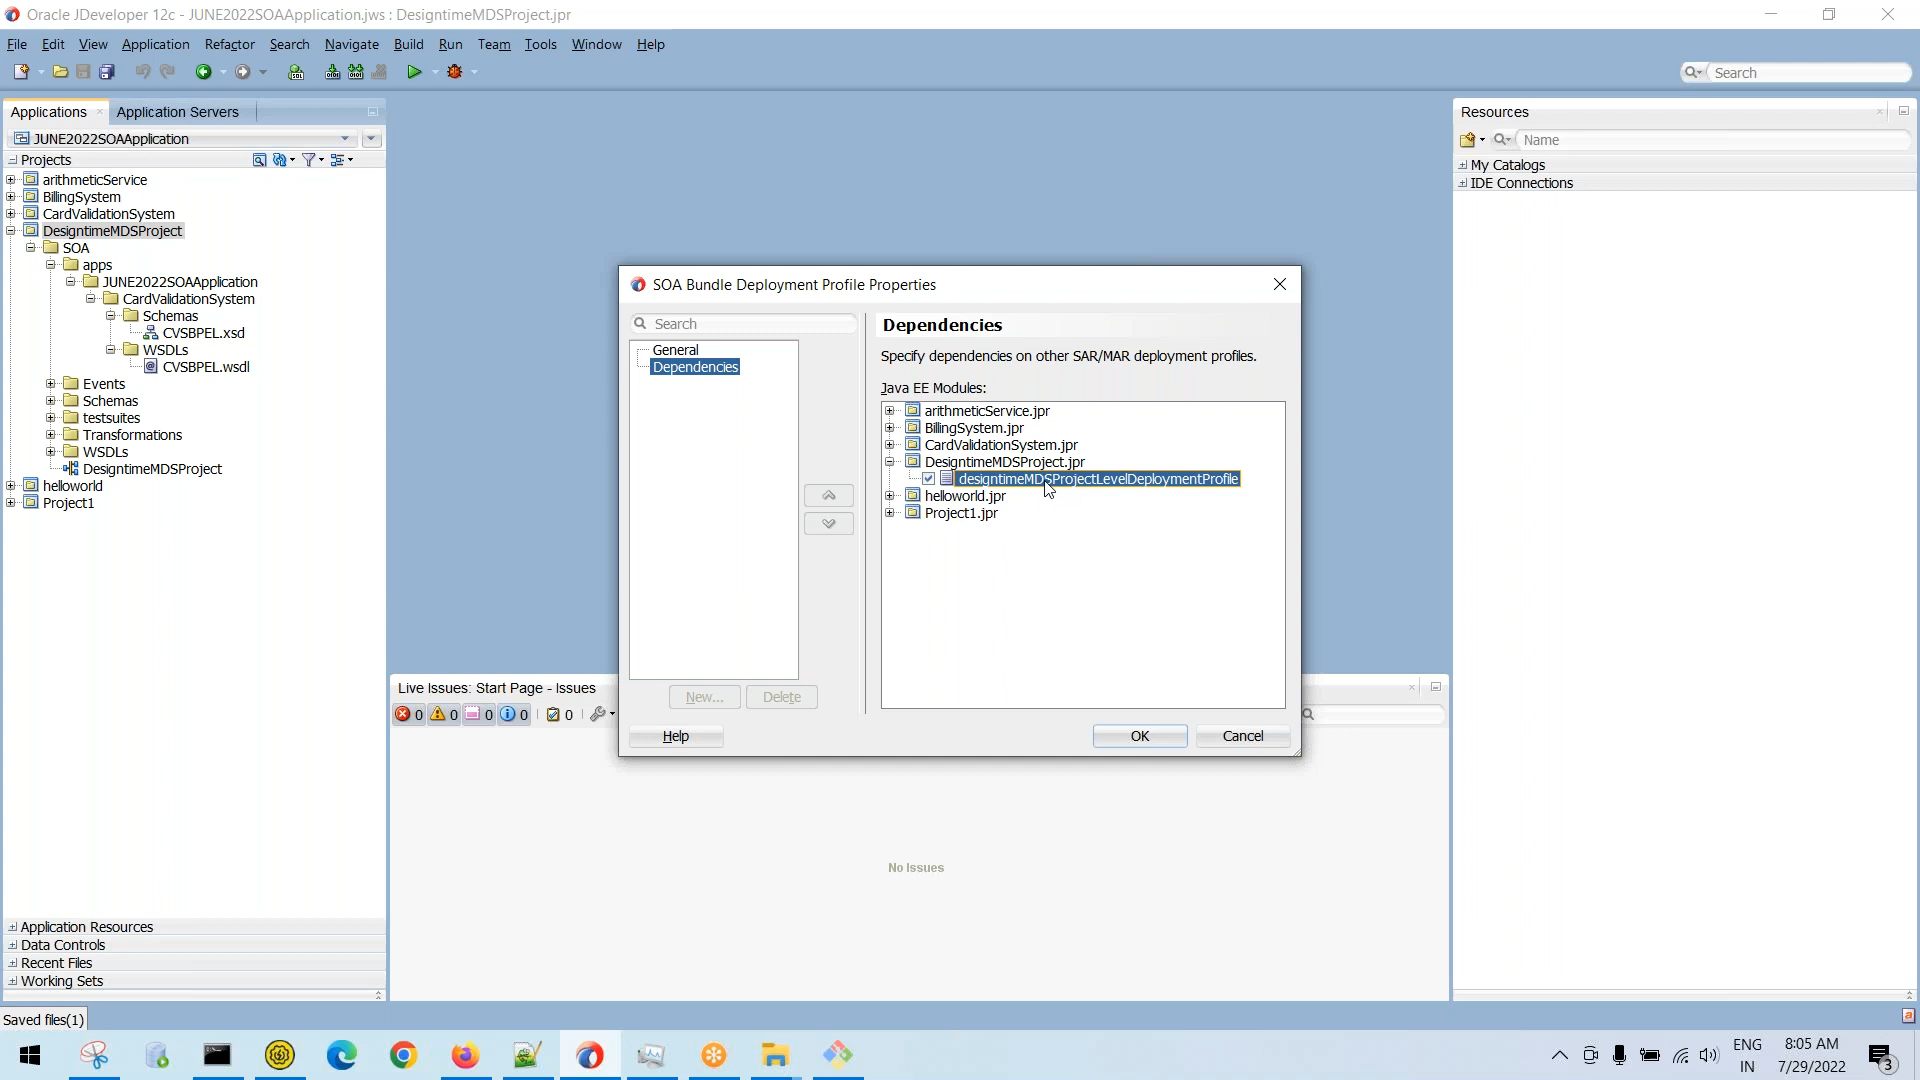 Oracle JDeveloper 12c - JUNE2022SOAApplication.jws : DesigntimeMDSProject.jpr
File Edit View Application Refactor Search Navigate Build Run Team Tools Window Help
Search
Applications
Application Servers
JUNE2022SOAApplication
Projects
arithmeticService
BillingSystem
CardValidationSystem
DesigntimeMDSProject
SOA
apps
JUNE2022SOAApplication
CardValidationSystem
Schemas
CVSBPEL.xsd
WSDLs
CVSBPEL.wsdl
Events
Schemas
testsuites
Transformations
WSDLs
DesigntimeMDSProject
helloworld
Project1
Application Resources
Data Controls
Recent Files
Working Sets
Saved files(1)
SOA Bundle Deployment Profile Properties
Search
General
Dependencies
New...
Delete
Help
Dependencies
Specify dependencies on other SAR/MAR deployment profiles.
Java EE Modules:
arithmeticService.jpr
BillingSystem.jpr
CardValidationSystem.jpr
DesigntimeMDSProject.jpr
designtimeMDSProjectLevelDeploymentProfile
helloworld.jpr
Project1.jpr
OK
Cancel
Live Issues: Start Page - Issues
0 0 0 0 0
No Issues
Resources
Name
My Catalogs
IDE Connections
ENG
IN
8:05 AM
7/29/2022
3